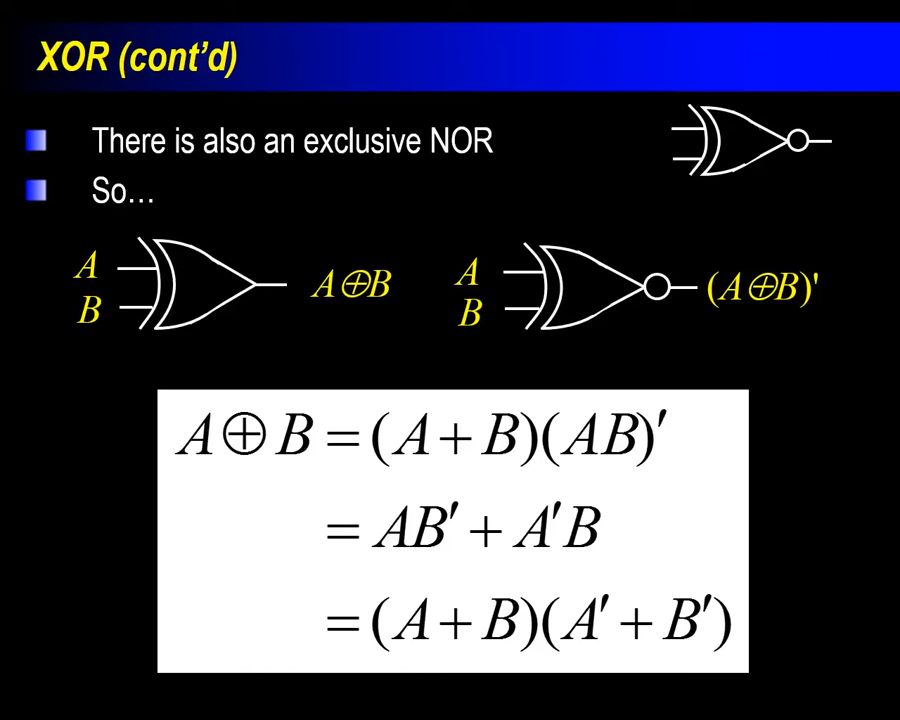 XOR (cont'd)
There is also an exclusive NOR
So…
A
B
A⊕B
A
B
(A⊕B)'
A⊕B = (A+B)(AB)′
= AB′ + A′B
= (A+B)(A′+B′)